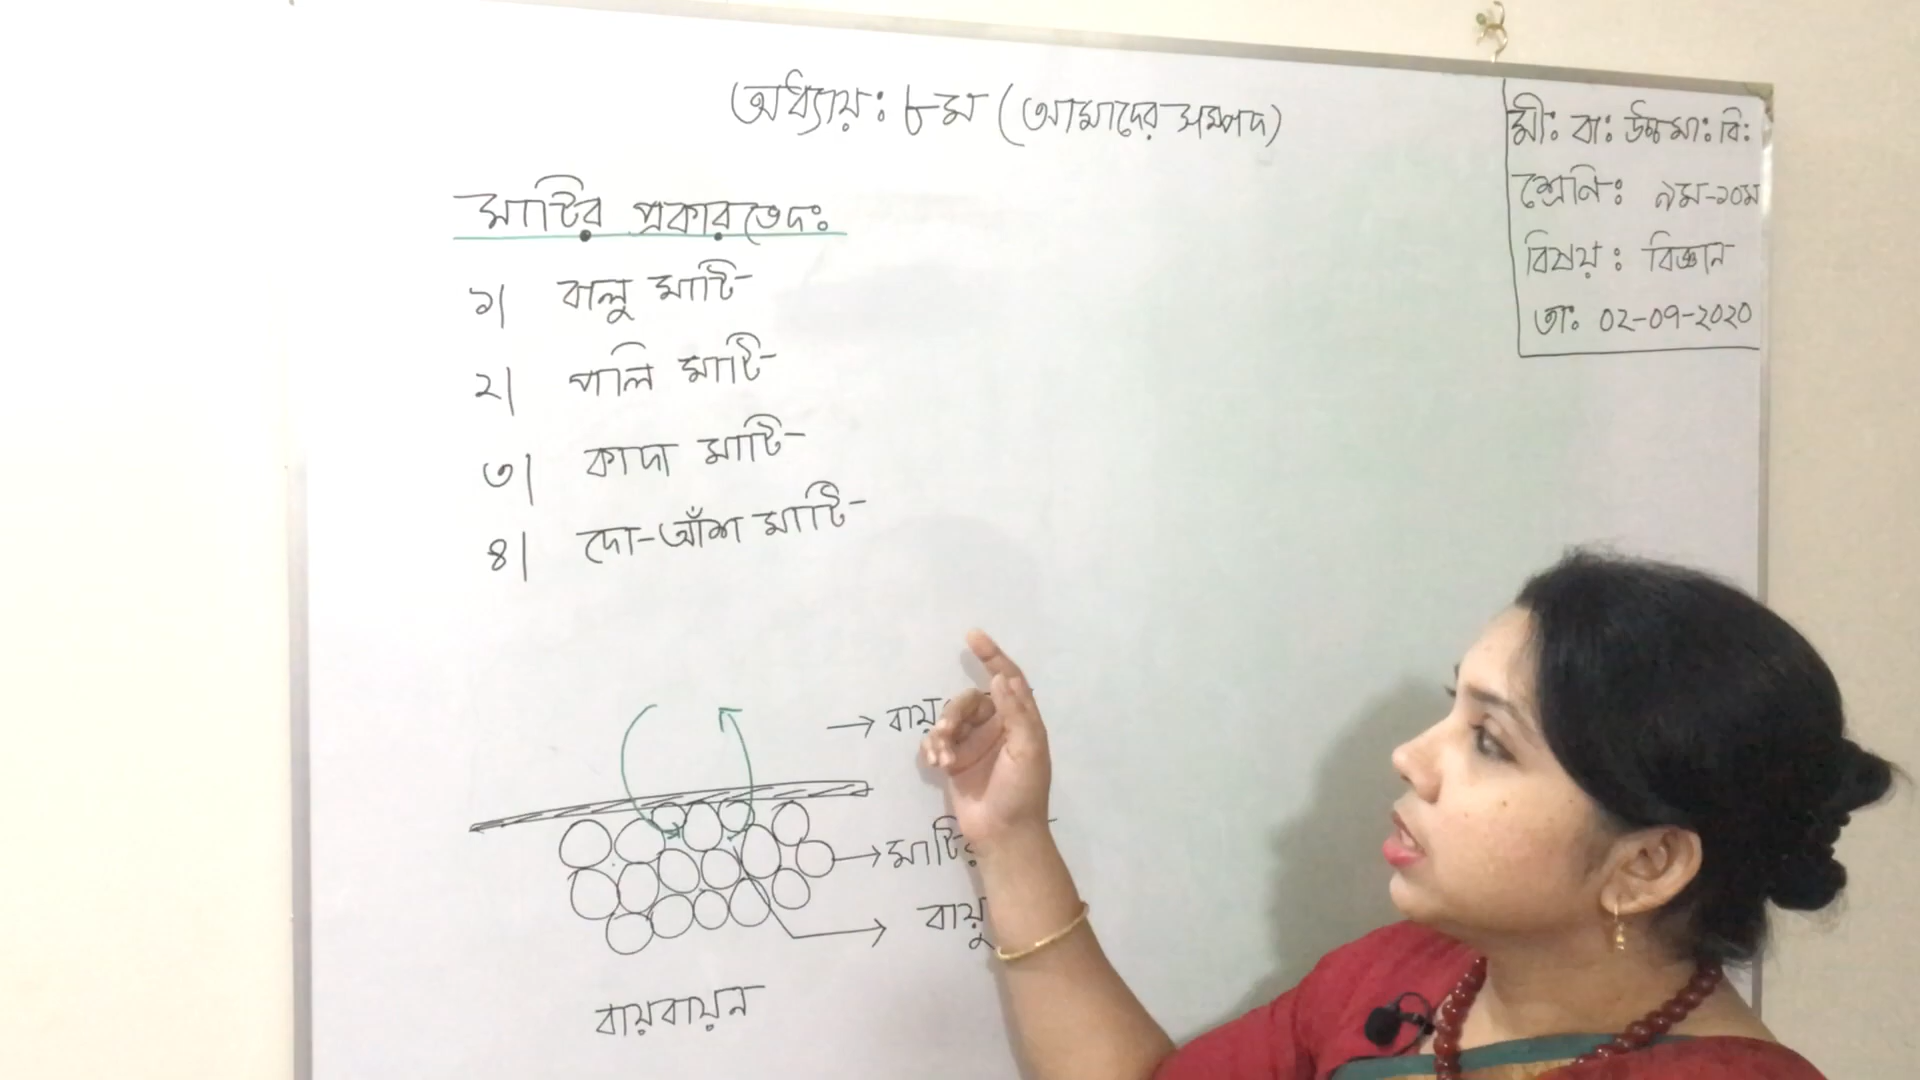 অধ্যায়ঃ ৮ম (আমাদের সম্পদ)
মীঃ বাঃ উচ্চমাঃ বিঃ
শ্রেনিঃ ৯ম-১০ম
বিষয়ঃ বিজ্ঞান
তাঃ ০২-০৯-২০২০
মাটির প্রকারভেদঃ
১| বালু মাটি-
২| পলি মাটি-
৩| কাদা মাটি-
৪| দো-আঁশ মাটি-
মাটির
বায়ু
বায়বায়ন